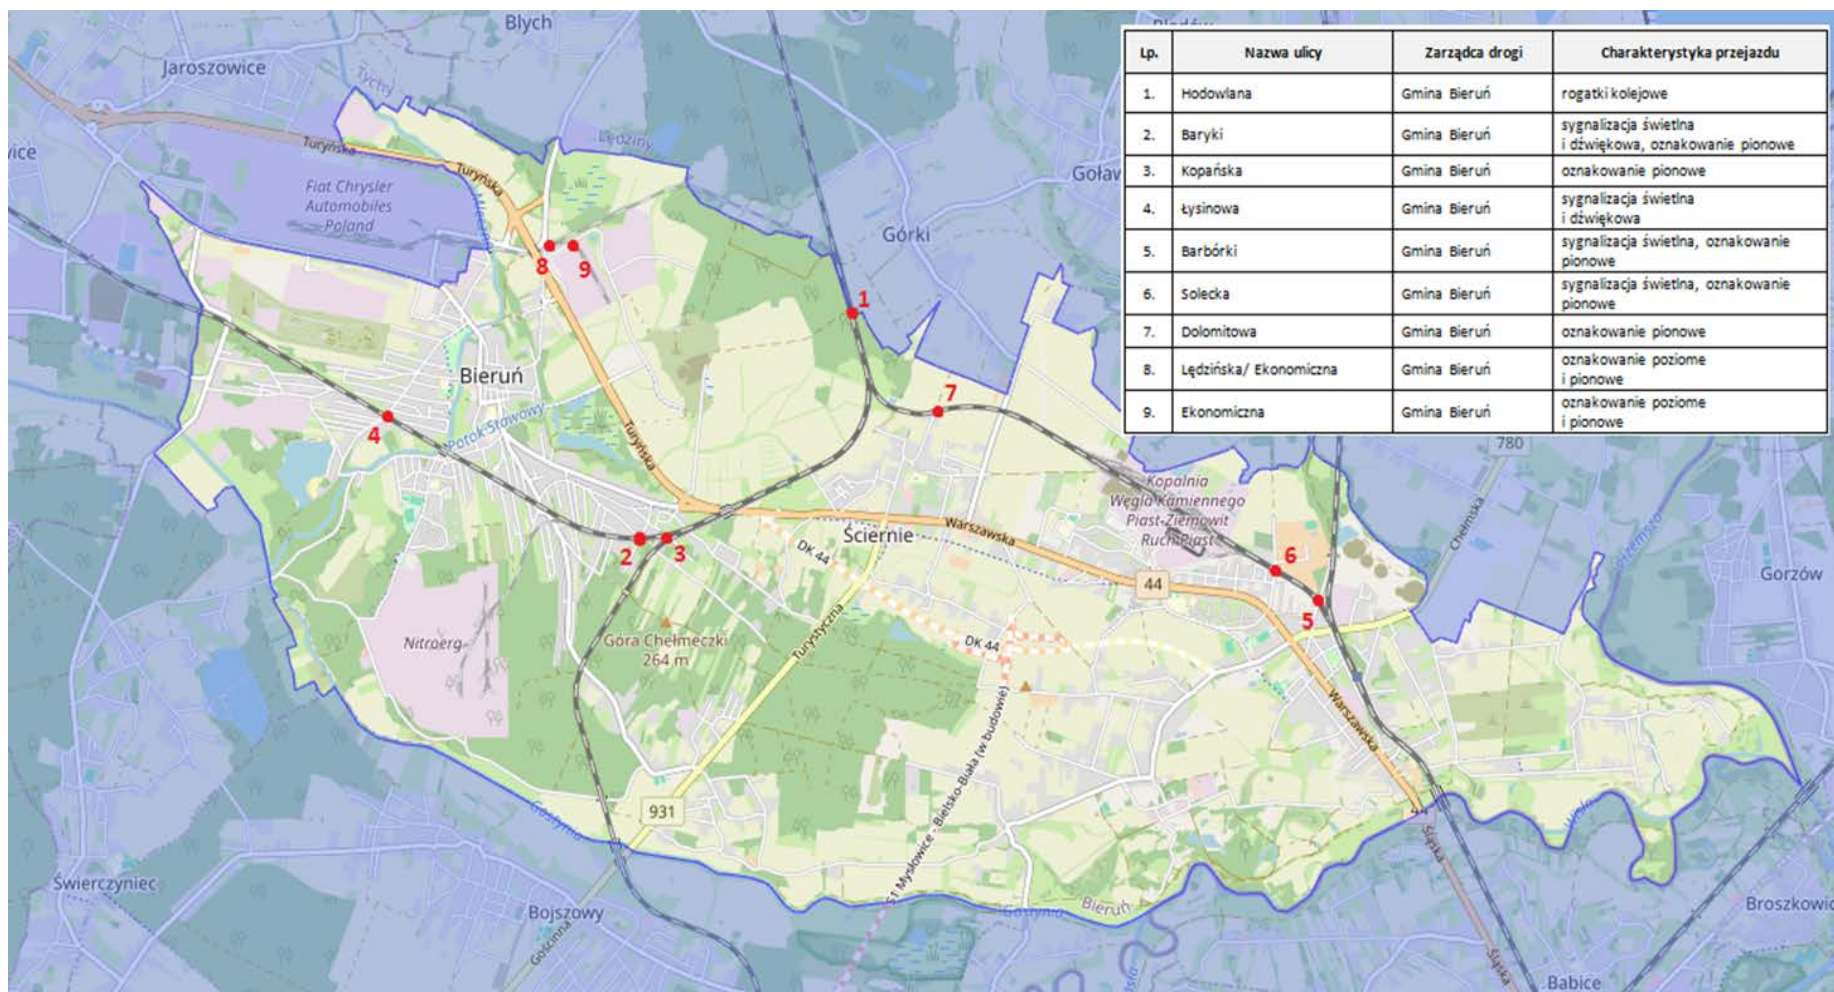 Blych
Jaroszowice
Tychy
Lędziny
Turyńska
Turyńska
Fiat Chrysler
Automobiles
Poland
Górki
8
9
1
Bieruń
7
Potok Stawowy
4
Turyńska
Kopalnia
Węgla Kamiennego
Piast-Ziemowit
Ruch Piast
780
Chełmska
Warszawska
Ściernie
2
3
DK 44
6
44
5
Gorzów
Nitroerg
Góra Chełmeczki
264 m
Turystyczna
DK 44
Warszawska
S1 Mysłowice - Bielsko-Biała (w budowie)
931
Gostynia
Wisła
44
Śląska
Świerczyniec
Bojszowy
Gościnna
Gostynia
Bieruń
Śląska
Babice
Lp. Nazwa ulicy Zarządca drogi Charakterystyka przejazdu
1. Hodowlana Gmina Bieruń rogatki kolejowe
2. Baryki Gmina Bieruń sygnalizacja świetlna
i dźwiękowa, oznakowanie pionowe
3. Kopańska Gmina Bieruń oznakowanie pionowe
4. Łysinowa Gmina Bieruń sygnalizacja świetlna
i dźwiękowa
5. Barbórki Gmina Bieruń sygnalizacja świetlna, oznakowanie
pionowe
6. Solecka Gmina Bieruń sygnalizacja świetlna, oznakowanie
pionowe
7. Dolomitowa Gmina Bieruń oznakowanie pionowe
8. Lędzińska/ Ekonomiczna Gmina Bieruń oznakowanie poziome
i pionowe
9. Ekonomiczna Gmina Bieruń oznakowanie poziome
i pionowe